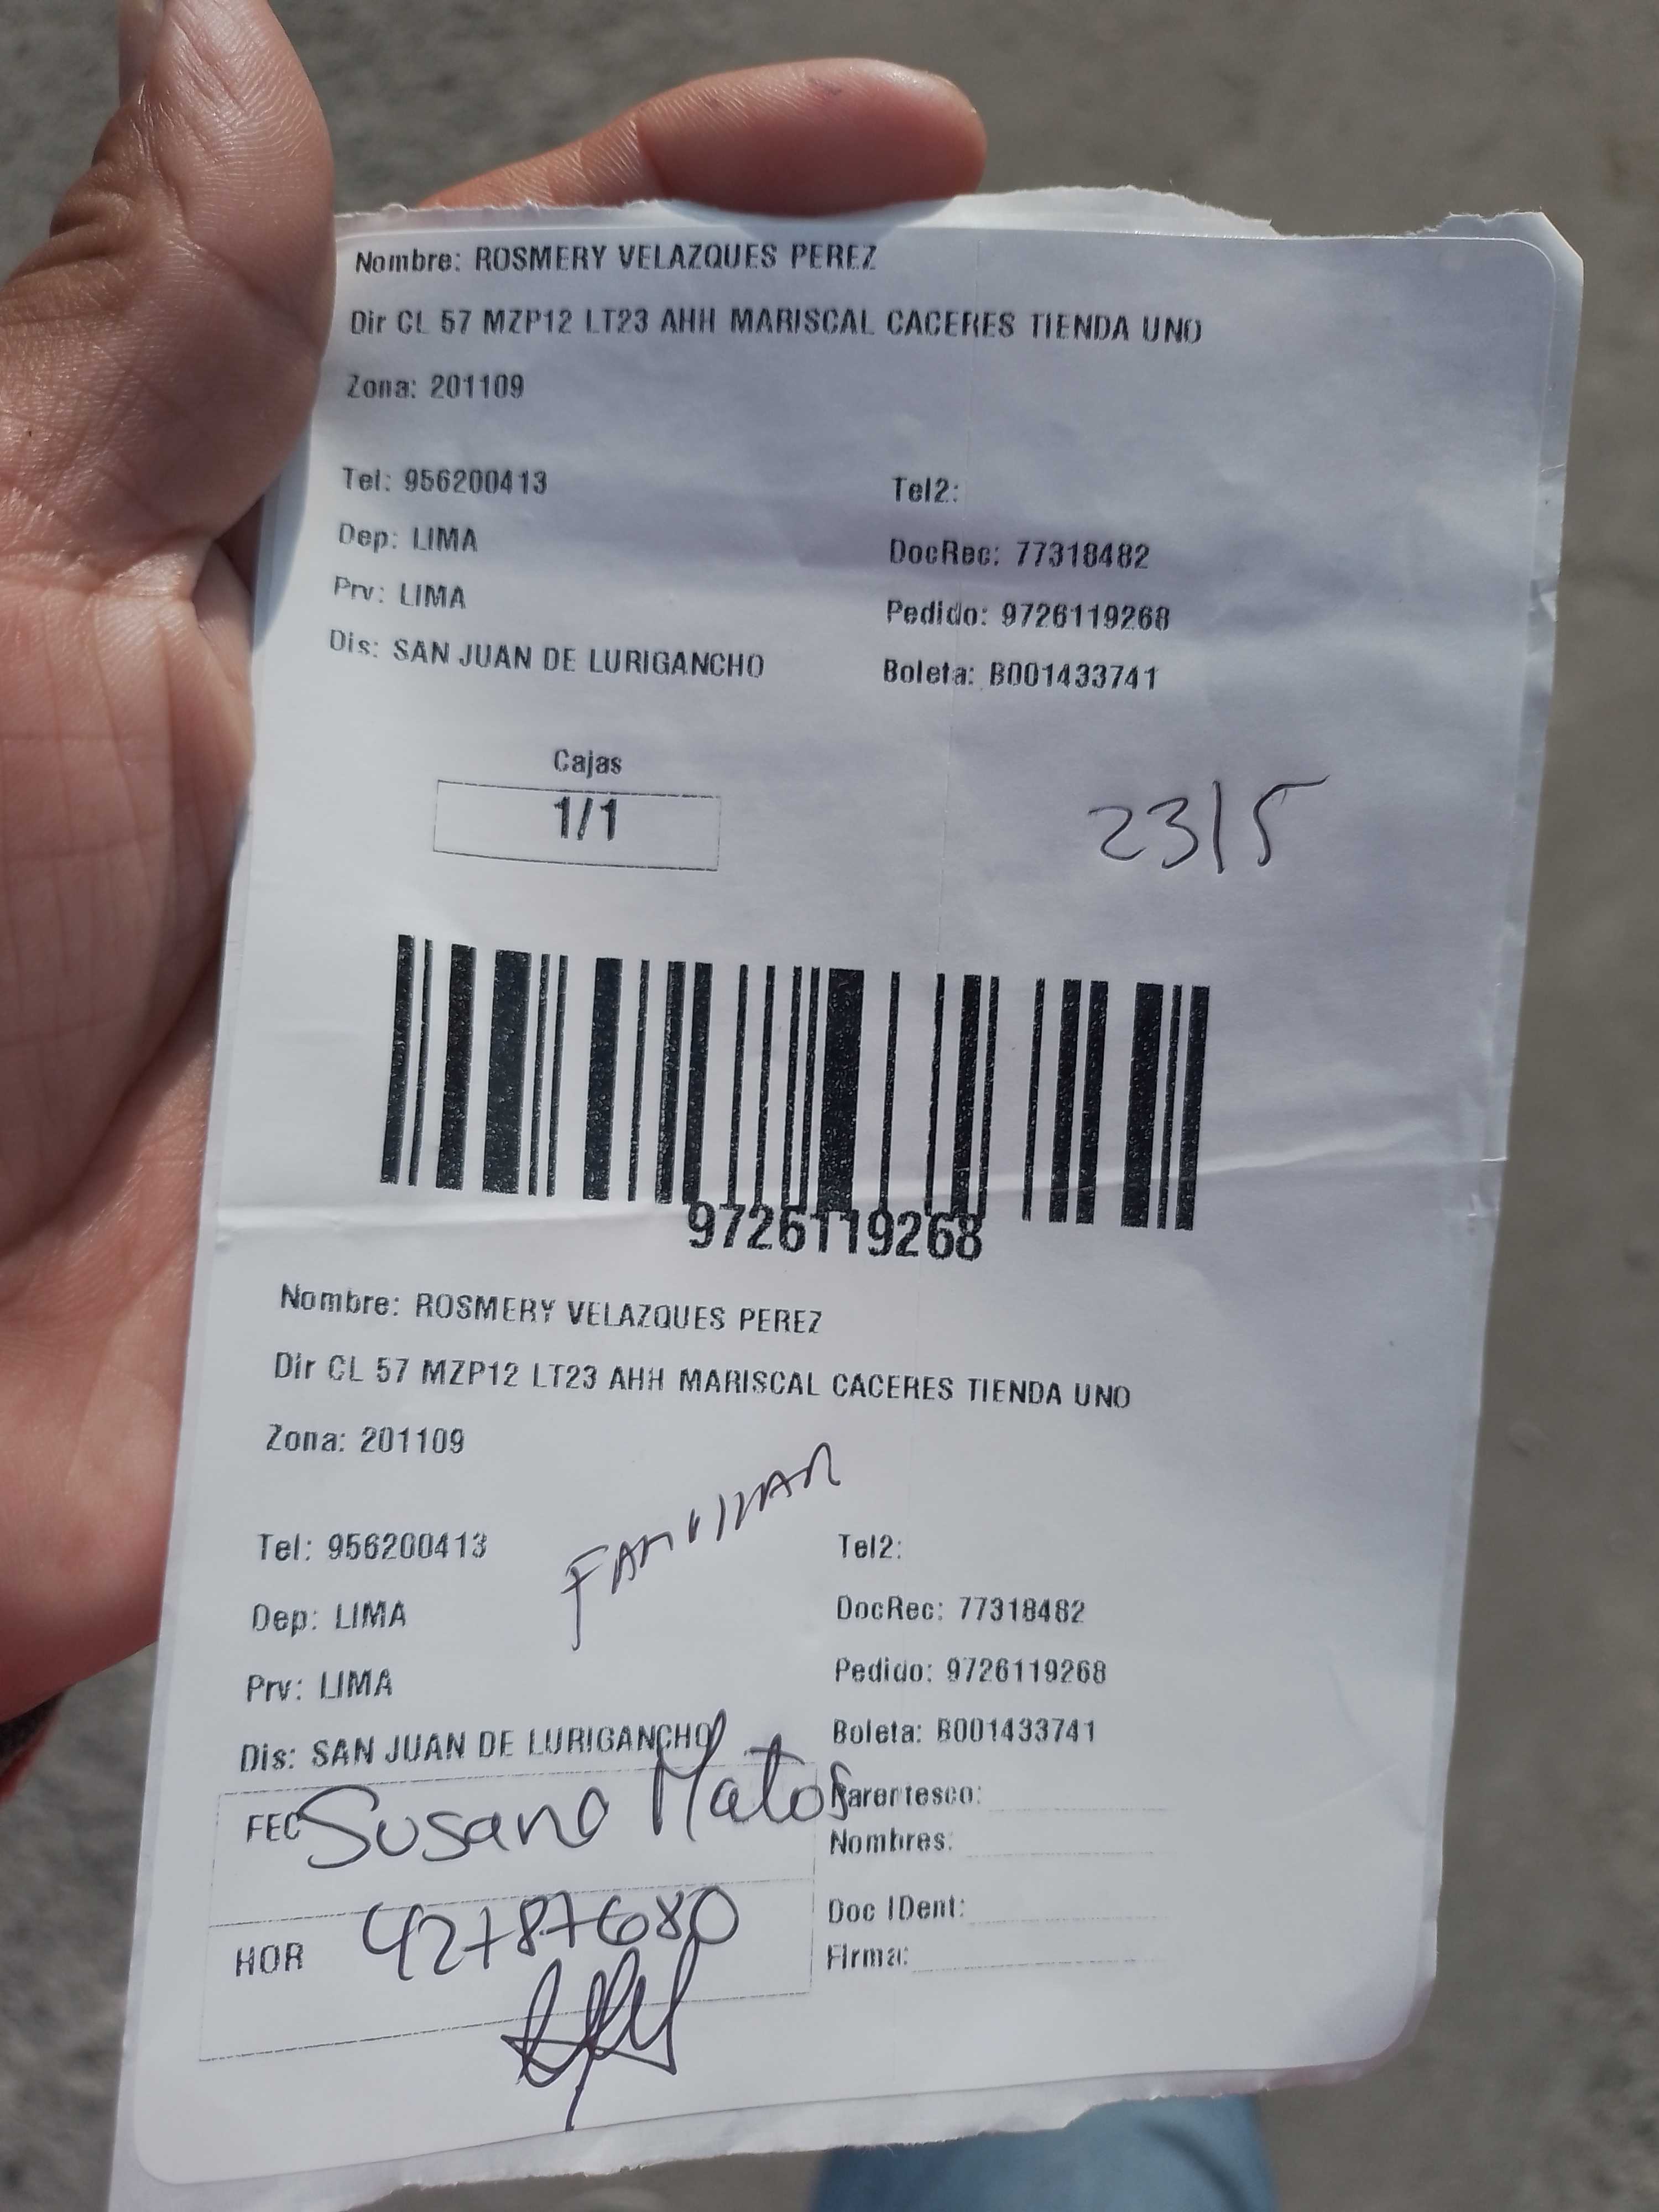 Nombre: ROSMERY VELAZQUES PEREZ
Dir CL 57 MZP12 LT23 AHH MARISCAL CACERES TIENDA UNO
Zona: 201109
Tel: 956200413 Tel2:
Dep: LIMA DocRec: 77318482
Prv: LIMA Pedido: 9726119268
Dis: SAN JUAN DE LURIGANCHO Boleta: B001433741
Cajas
1/1
9726119268
Nombre: ROSMERY VELAZQUES PEREZ
Dir CL 57 MZP12 LT23 AHH MARISCAL CACERES TIENDA UNO
Zona: 201109
FAMILIAR
Tel: 956200413 Tel2:
Dep: LIMA DocRec: 77318482
Prv: LIMA Pedido: 9726119268
Dis: SAN JUAN DE LURIGANCHO Boleta: B001433741
FEC Susana Matos Parentesco:
Nombres:
HOR 42787680 Doc IDent:
Firma: